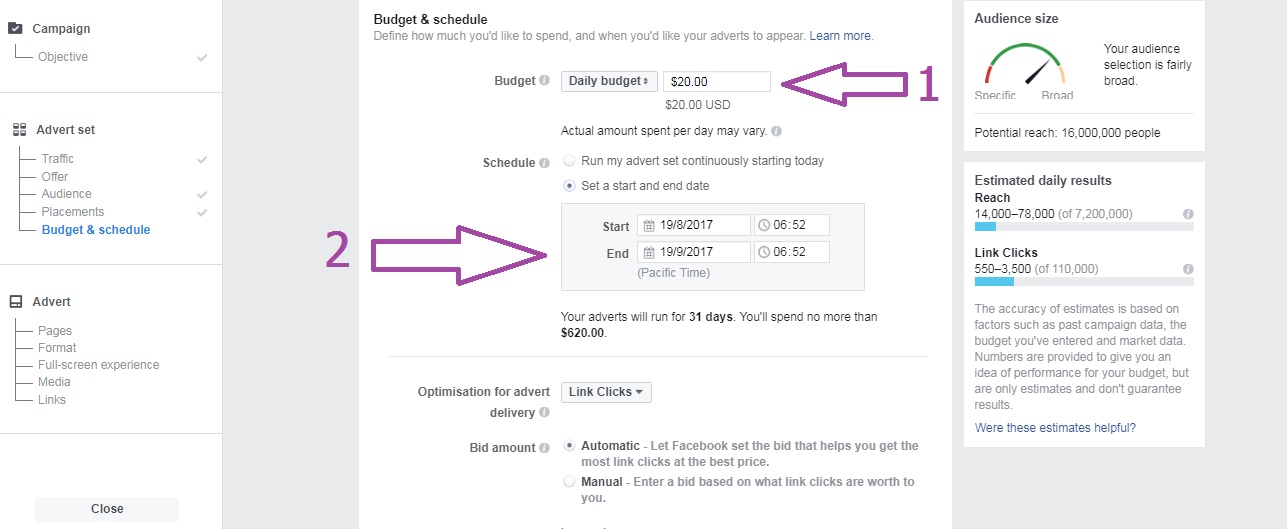 Campaign
Objective
Advert set
Traffic
Offer
Audience
Placements
Budget & schedule
Advert
Pages
Format
Full-screen experience
Media
Links
Close
Budget & schedule
Define how much you'd like to spend, and when you'd like your adverts to appear. Learn more.
Budget
Daily budget
$20.00
1
$20.00 USD
Actual amount spent per day may vary.
Schedule
Run my advert set continuously starting today
Set a start and end date
2
Start 19/8/2017 06:52
End 19/9/2017 06:52
(Pacific Time)
Your adverts will run for 31 days. You'll spend no more than
$620.00.
Optimisation for advert
delivery
Link Clicks
Bid amount
Automatic - Let Facebook set the bid that helps you get the
most link clicks at the best price.
Manual - Enter a bid based on what link clicks are worth to
you.
Audience size
Your audience
selection is fairly
broad.
Specific Broad
Potential reach: 16,000,000 people
Estimated daily results
Reach
14,000–78,000 (of 7,200,000)
Link Clicks
550–3,500 (of 110,000)
The accuracy of estimates is based on
factors such as past campaign data, the
budget you've entered and market data.
Numbers are provided to give you an
idea of performance for your budget, but
are only estimates and don't guarantee
results.
Were these estimates helpful?